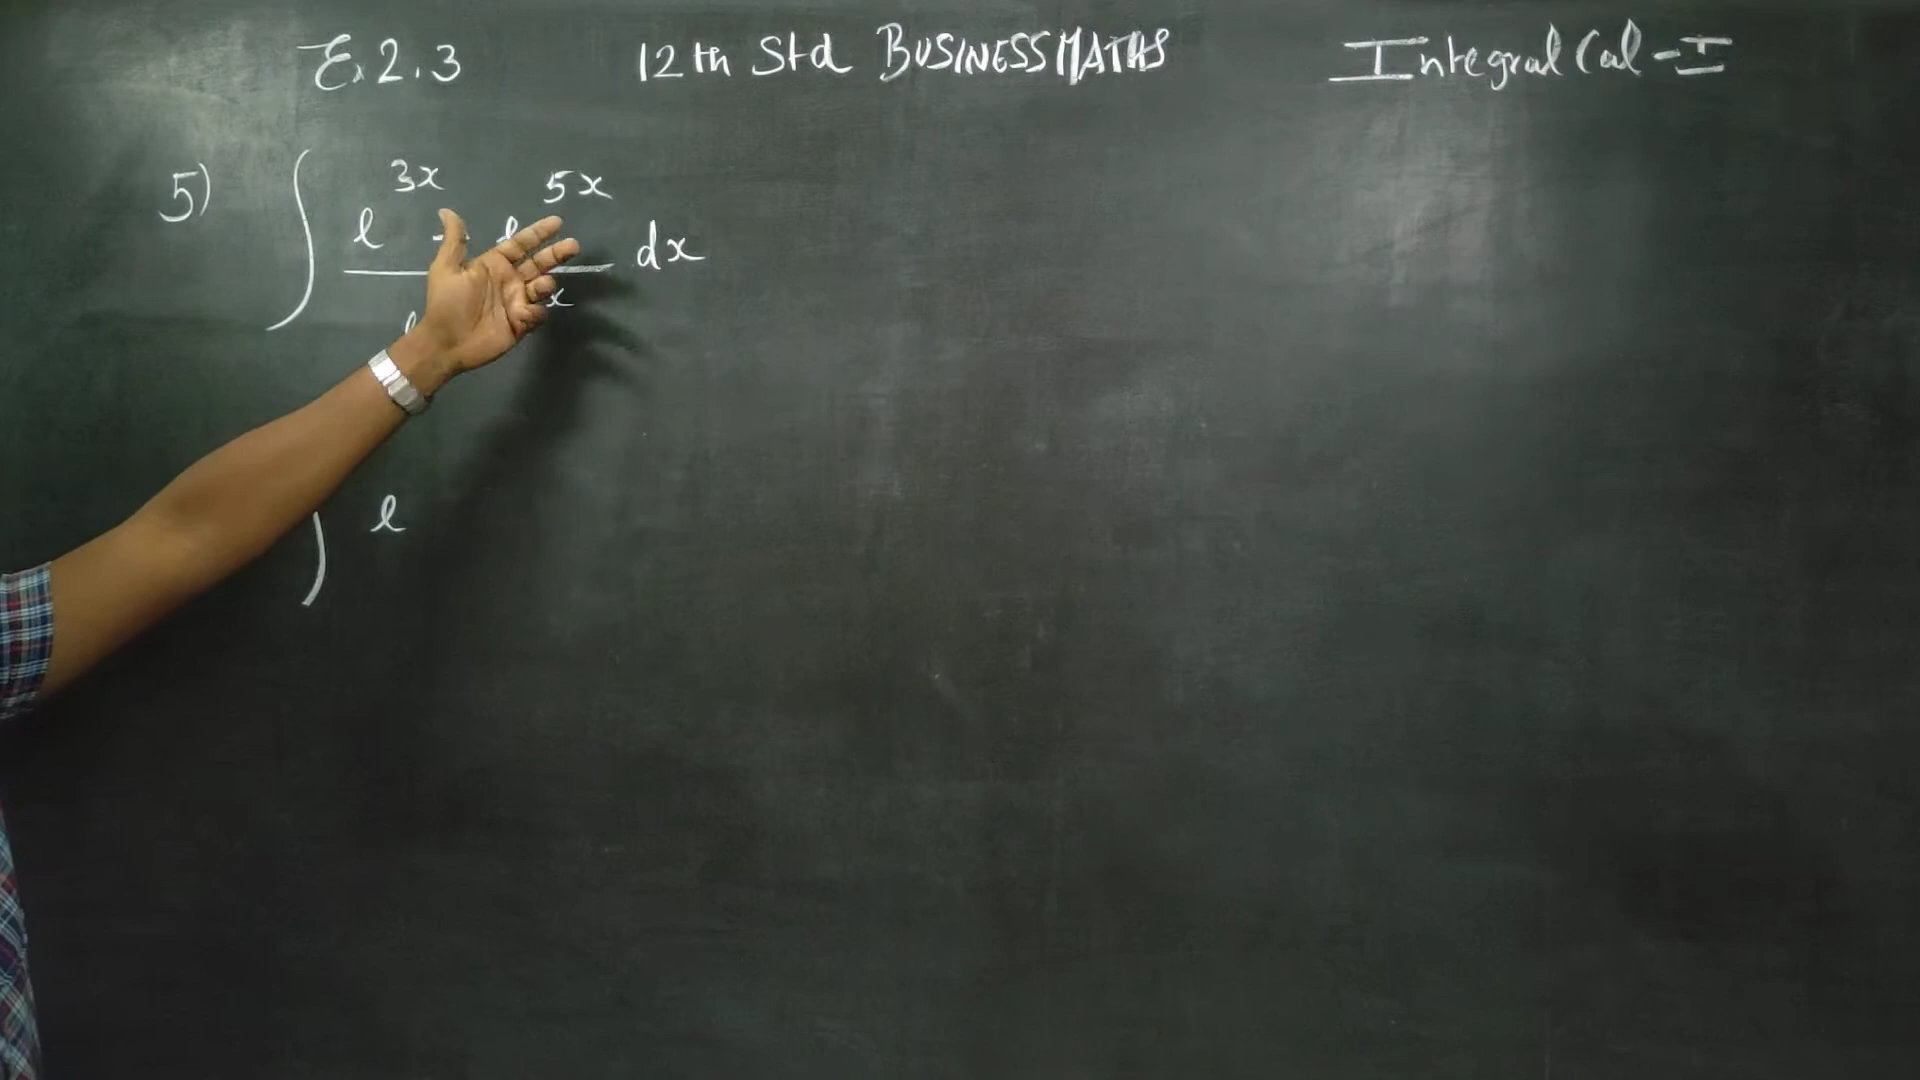 Ex 2.3 12th Std BUSINESS MATHS Integral Cal - I
5) ∫ e^3x e^5x dx
e x
∫ e